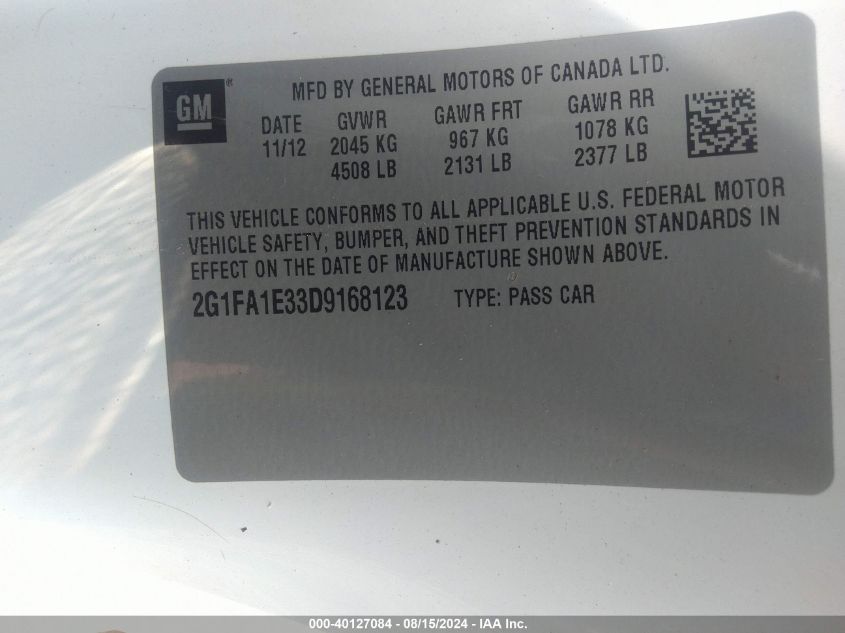 MFD BY GENERAL MOTORS OF CANADA LTD.
GM®
DATE GVWR GAWR FRT GAWR RR
11/12 2045 KG 967 KG 1078 KG
4508 LB 2131 LB 2377 LB
THIS VEHICLE CONFORMS TO ALL APPLICABLE U.S. FEDERAL MOTOR
VEHICLE SAFETY, BUMPER, AND THEFT PREVENTION STANDARDS IN
EFFECT ON THE DATE OF MANUFACTURE SHOWN ABOVE.
2G1FA1E33D9168123 TYPE: PASS CAR
000-40127084 - 08/15/2024 - IAA Inc.